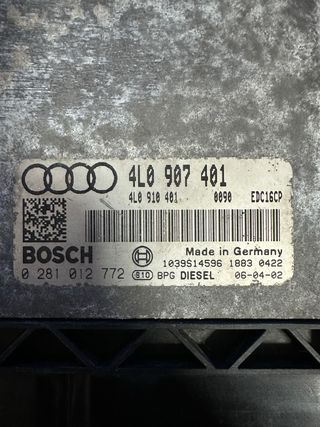 4L0 907 401
4L0 910 401 0090 EDC16CP
BOSCH Made in Germany
1039S14596 1883 0422
0 281 012 772 810 BPG DIESEL 06-04-02